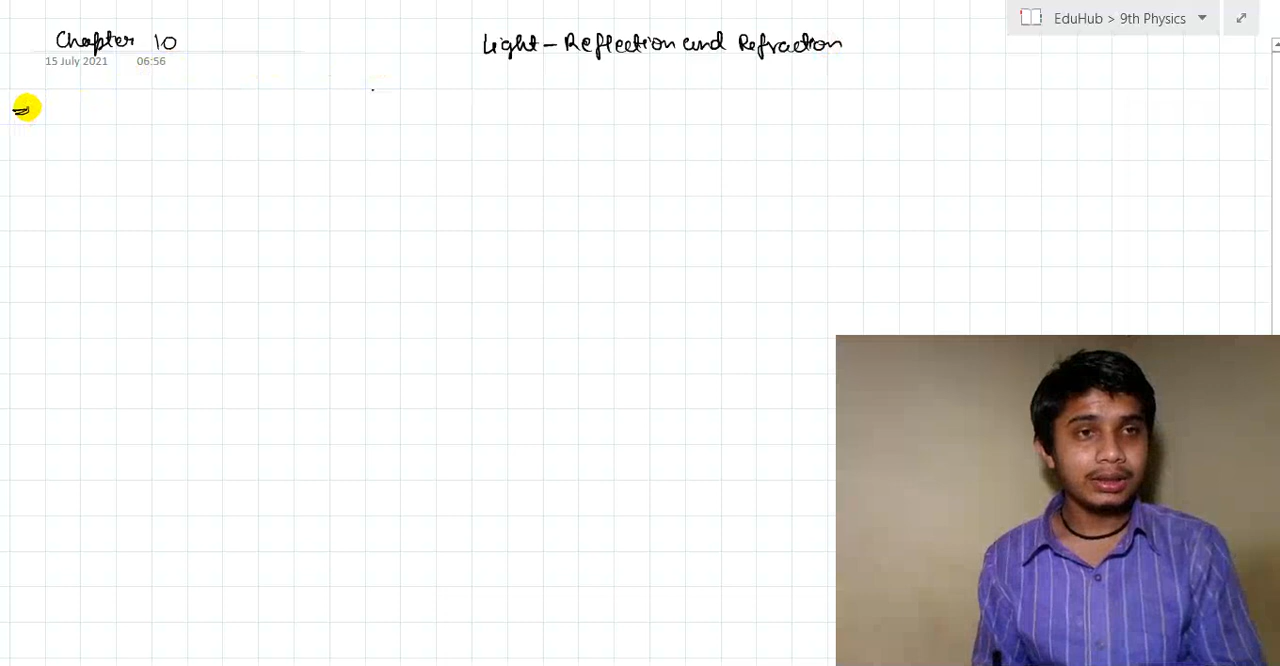 EduHub > 9th Physics
Chapter 10
Light - Reflection and Refraction
15 July 2021 06:56